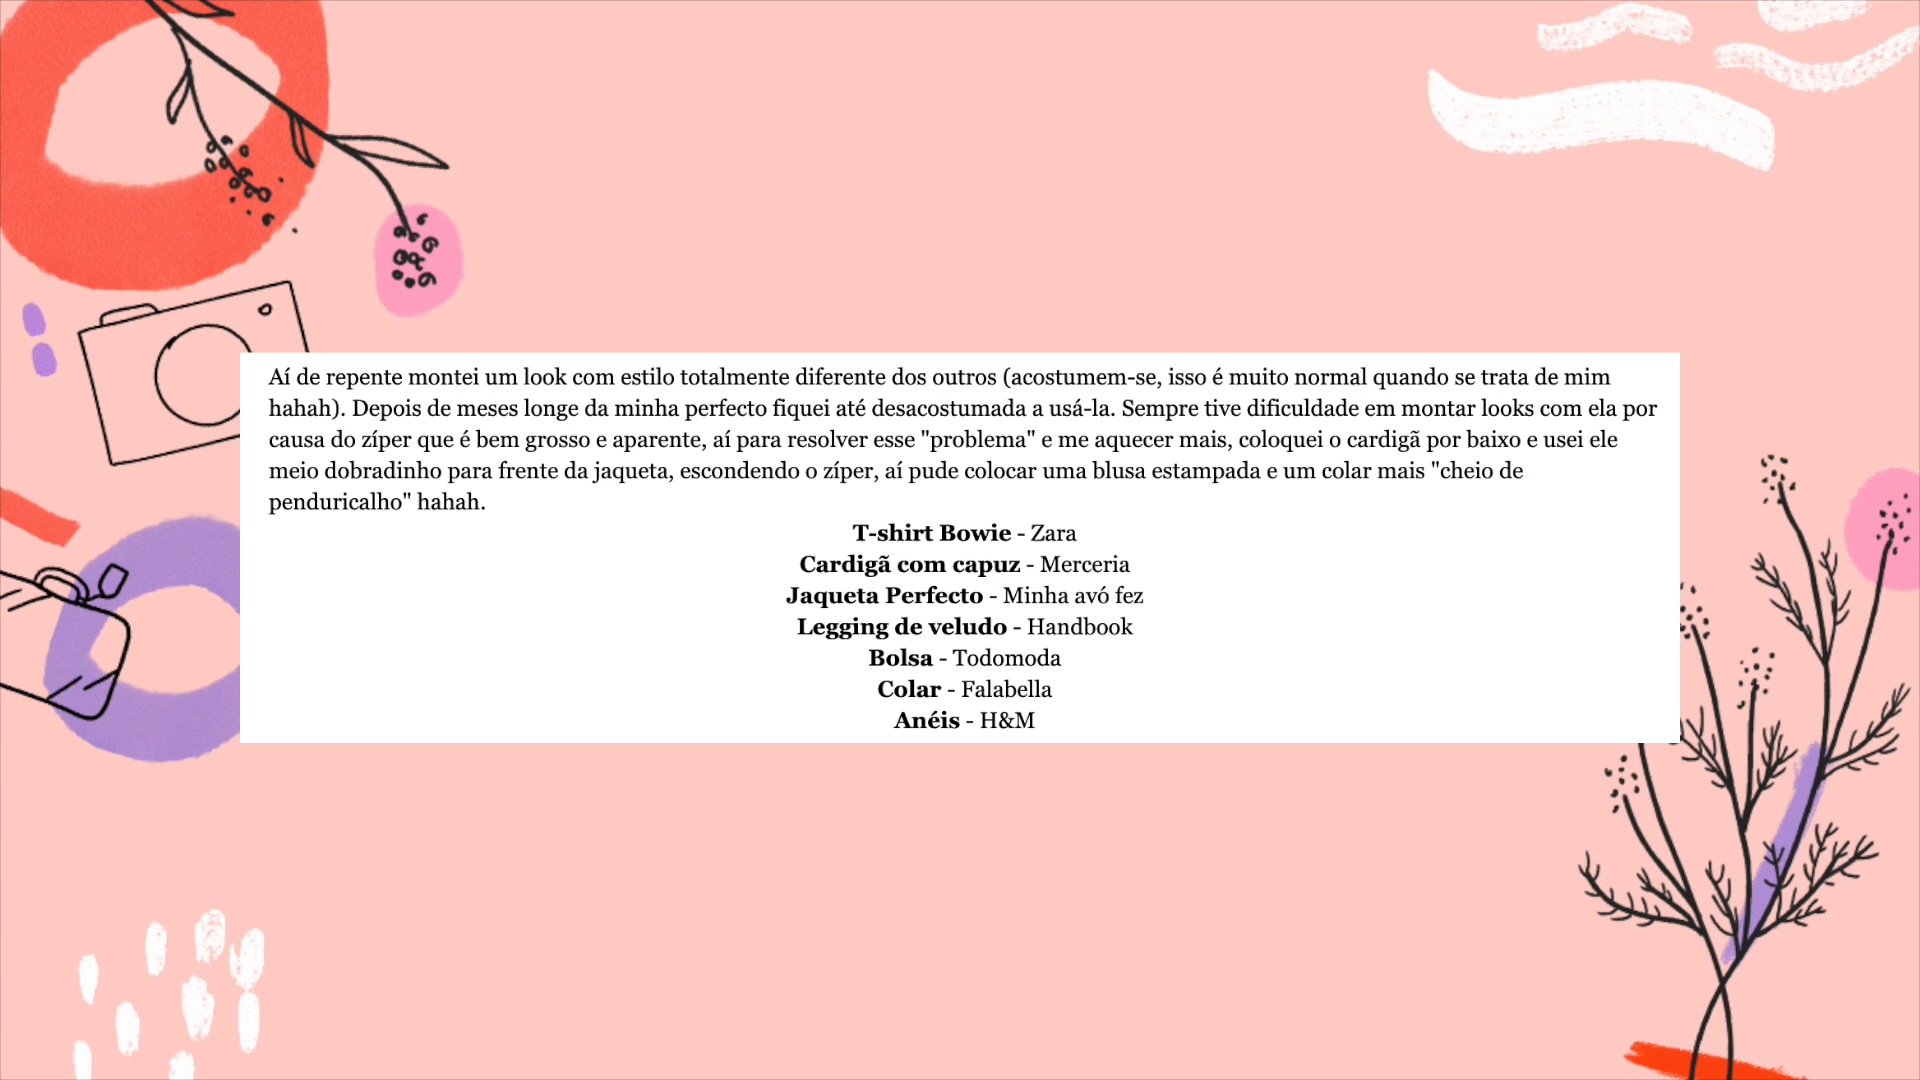 Aí de repente montei um look com estilo totalmente diferente dos outros (acostumem-se, isso é muito normal quando se trata de mim
hahah). Depois de meses longe da minha perfecto fiquei até desacostumada a usá-la. Sempre tive dificuldade em montar looks com ela por
causa do zíper que é bem grosso e aparente, aí para resolver esse "problema" e me aquecer mais, coloquei o cardigã por baixo e usei ele
meio dobradinho para frente da jaqueta, escondendo o zíper, aí pude colocar uma blusa estampada e um colar mais "cheio de
penduricalho" hahah.
T-shirt Bowie - Zara
Cardigã com capuz - Merceria
Jaqueta Perfecto - Minha avó fez
Legging de veludo - Handbook
Bolsa - Todomoda
Colar - Falabella
Anéis - H&M